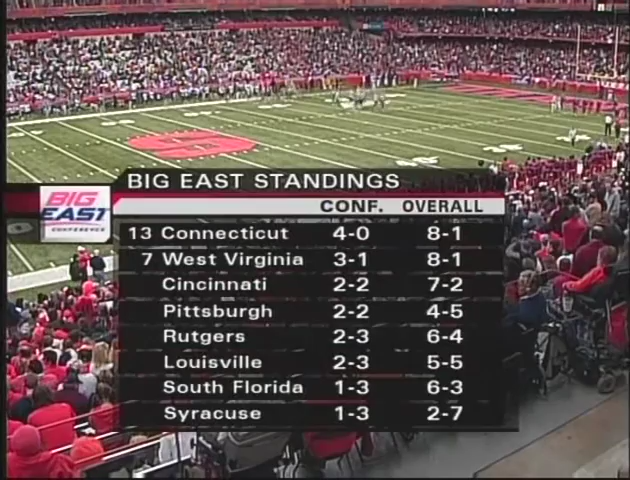 BIG EAST STANDINGS
BIG
EAST
CONFERENCE
CONF. OVERALL
13 Connecticut 4-0 8-1
7 West Virginia 3-1 8-1
Cincinnati 2-2 7-2
Pittsburgh 2-2 4-5
Rutgers 2-3 6-4
Louisville 2-3 5-5
South Florida 1-3 6-3
Syracuse 1-3 2-7